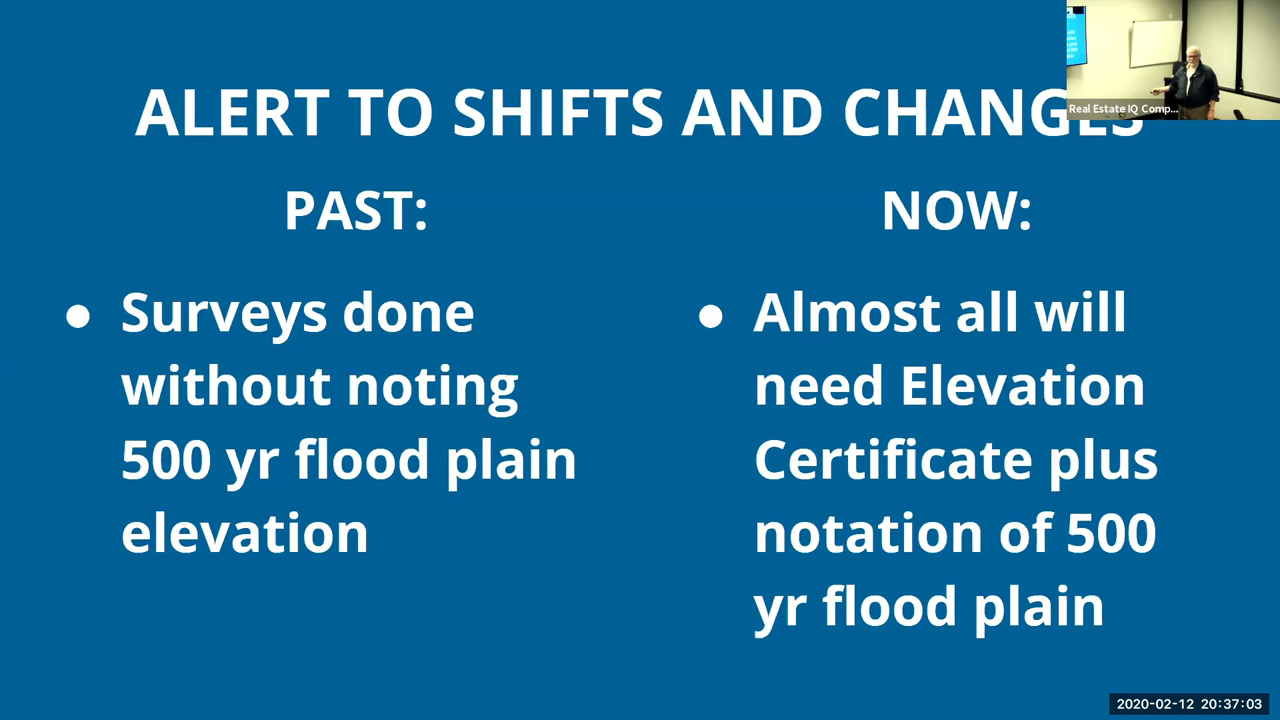 ALERT TO SHIFTS AND CHANGES
Real Estate IQ Comp...
PAST:
● Surveys done
without noting
500 yr flood plain
elevation
NOW:
● Almost all will
need Elevation
Certificate plus
notation of 500
yr flood plain
2020-02-12 20:37:03